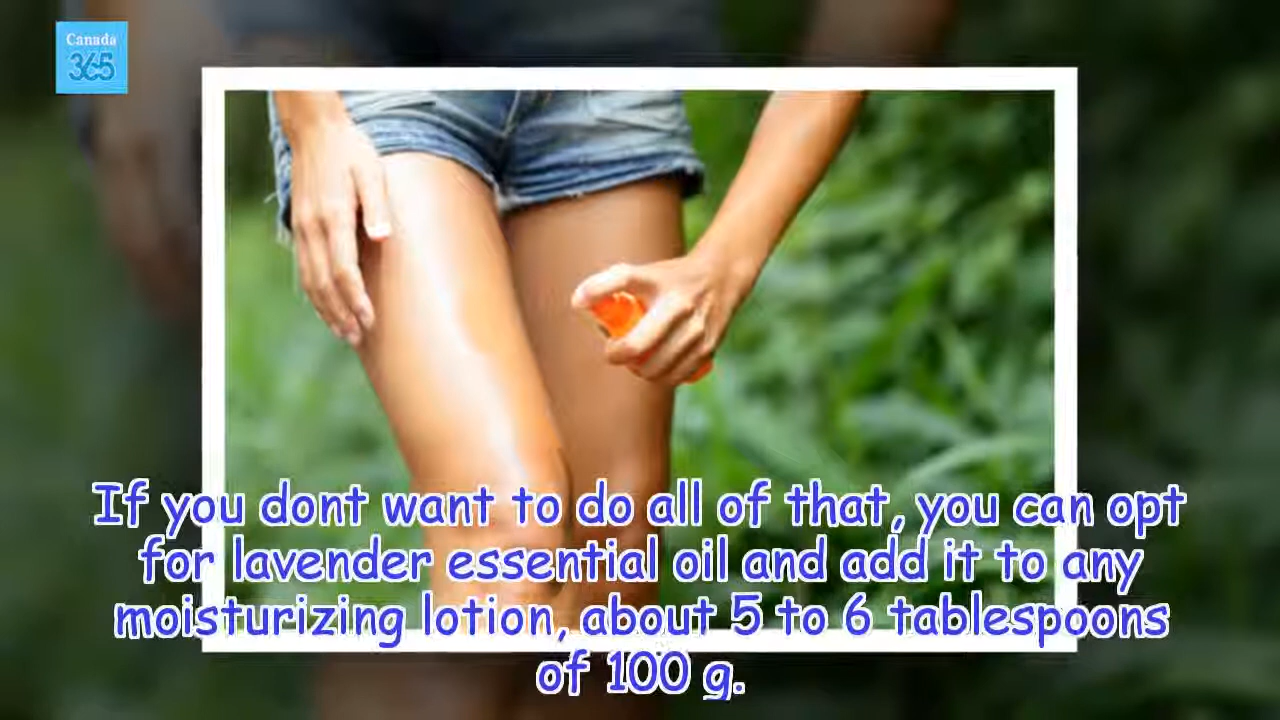 Canada
365
If you dont want to do all of that, you can opt
for lavender essential oil and add it to any
moisturizing lotion, about 5 to 6 tablespoons
of 100 g.